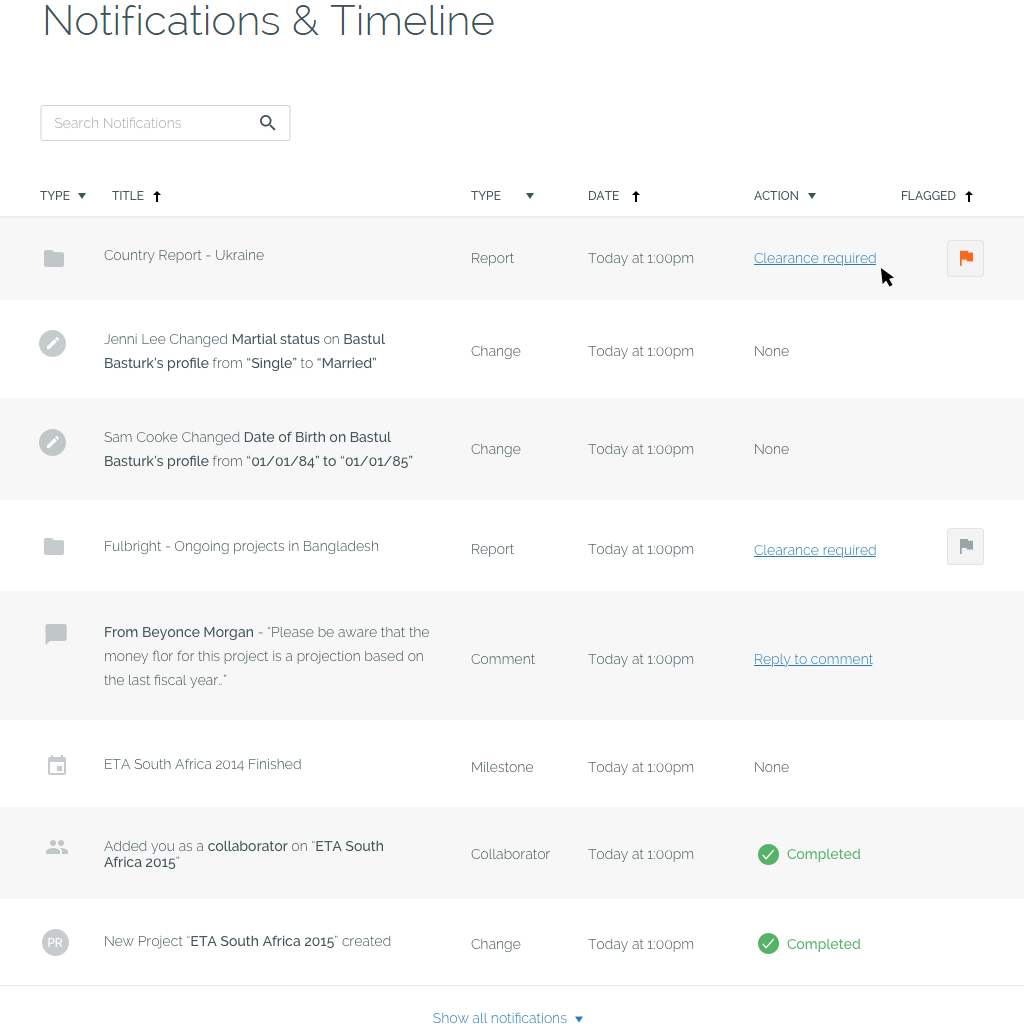 Notifications & Timeline
Search Notifications
TYPE TITLE TYPE DATE ACTION FLAGGED
Country Report - Ukraine Report Today at 1:00pm Clearance required
Jenni Lee Changed Martial status on Bastul
Basturk's profile from “Single” to “Married”
Change Today at 1:00pm None
Sam Cooke Changed Date of Birth on Bastul
Basturk's profile from “01/01/84” to “01/01/85”
Change Today at 1:00pm None
Fulbright - Ongoing projects in Bangladesh Report Today at 1:00pm Clearance required
From Beyonce Morgan - “Please be aware that the
money flor for this project is a projection based on
the last fiscal year..”
Comment Today at 1:00pm Reply to comment
ETA South Africa 2014 Finished Milestone Today at 1:00pm None
Added you as a collaborator on “ETA South
Africa 2015”
Collaborator Today at 1:00pm Completed
PR New Project “ETA South Africa 2015” created Change Today at 1:00pm Completed
Show all notifications